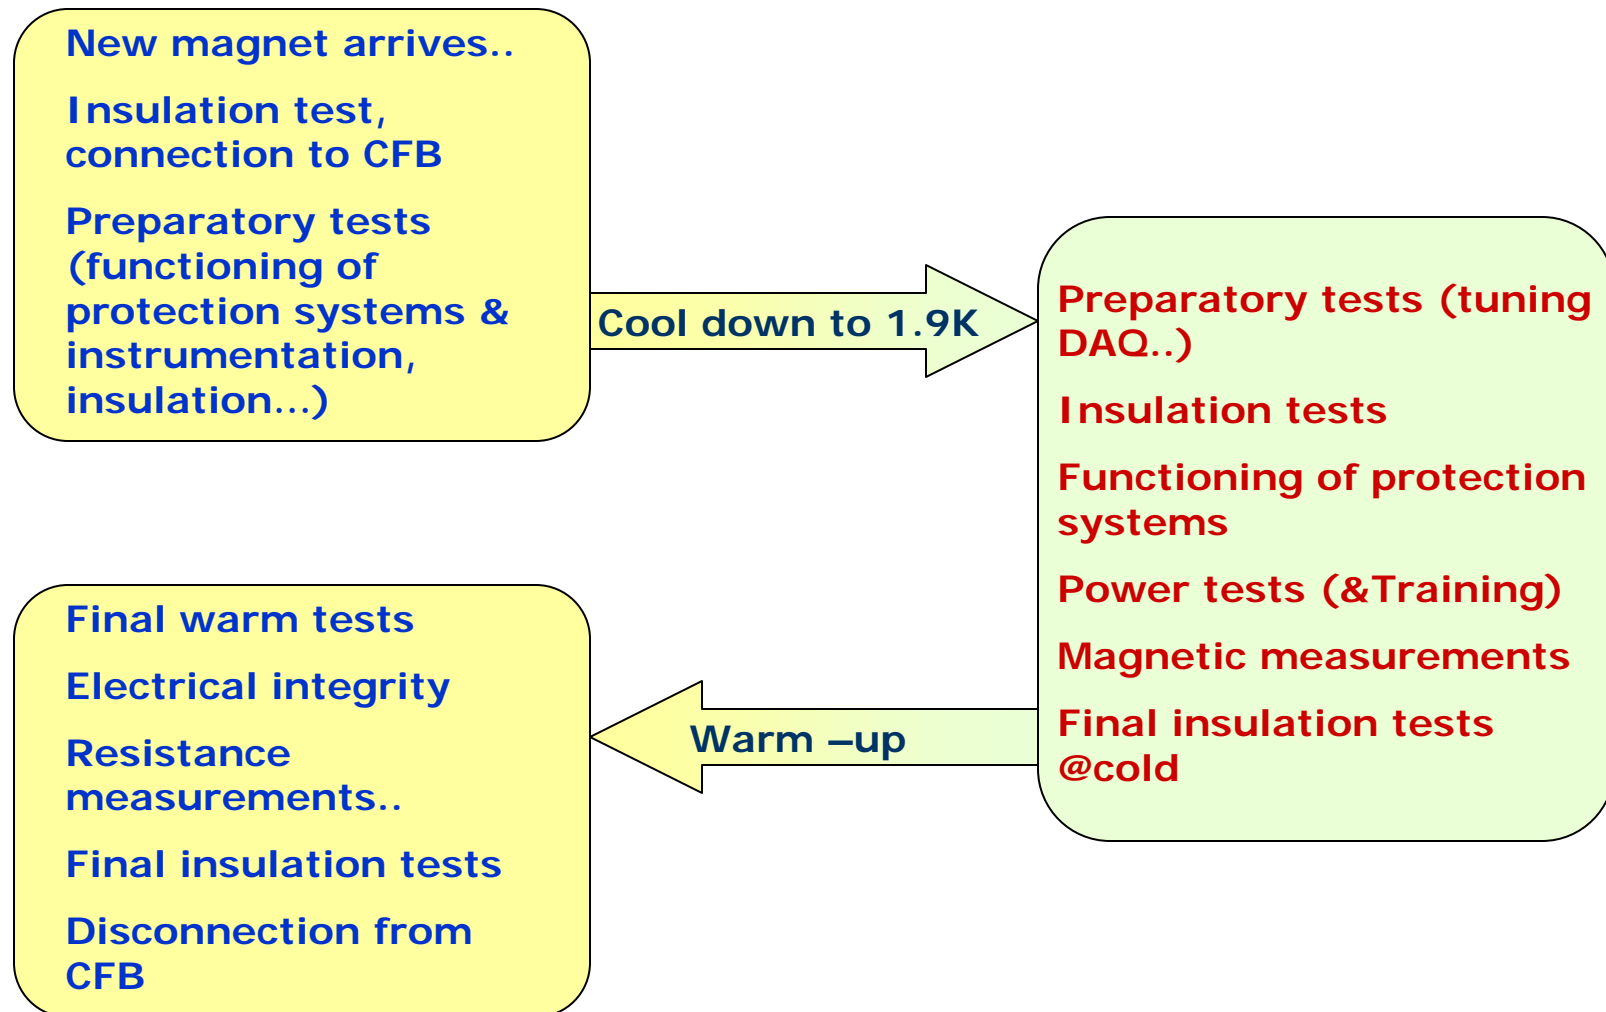 New magnet arrives..
Insulation test,
connection to CFB
Preparatory tests
(functioning of
protection systems &
instrumentation,
insulation...)
Cool down to 1.9K
Preparatory tests (tuning
DAQ..)
Insulation tests
Functioning of protection
systems
Power tests (&Training)
Magnetic measurements
Final insulation tests
@cold
Warm –up
Final warm tests
Electrical integrity
Resistance
measurements..
Final insulation tests
Disconnection from
CFB